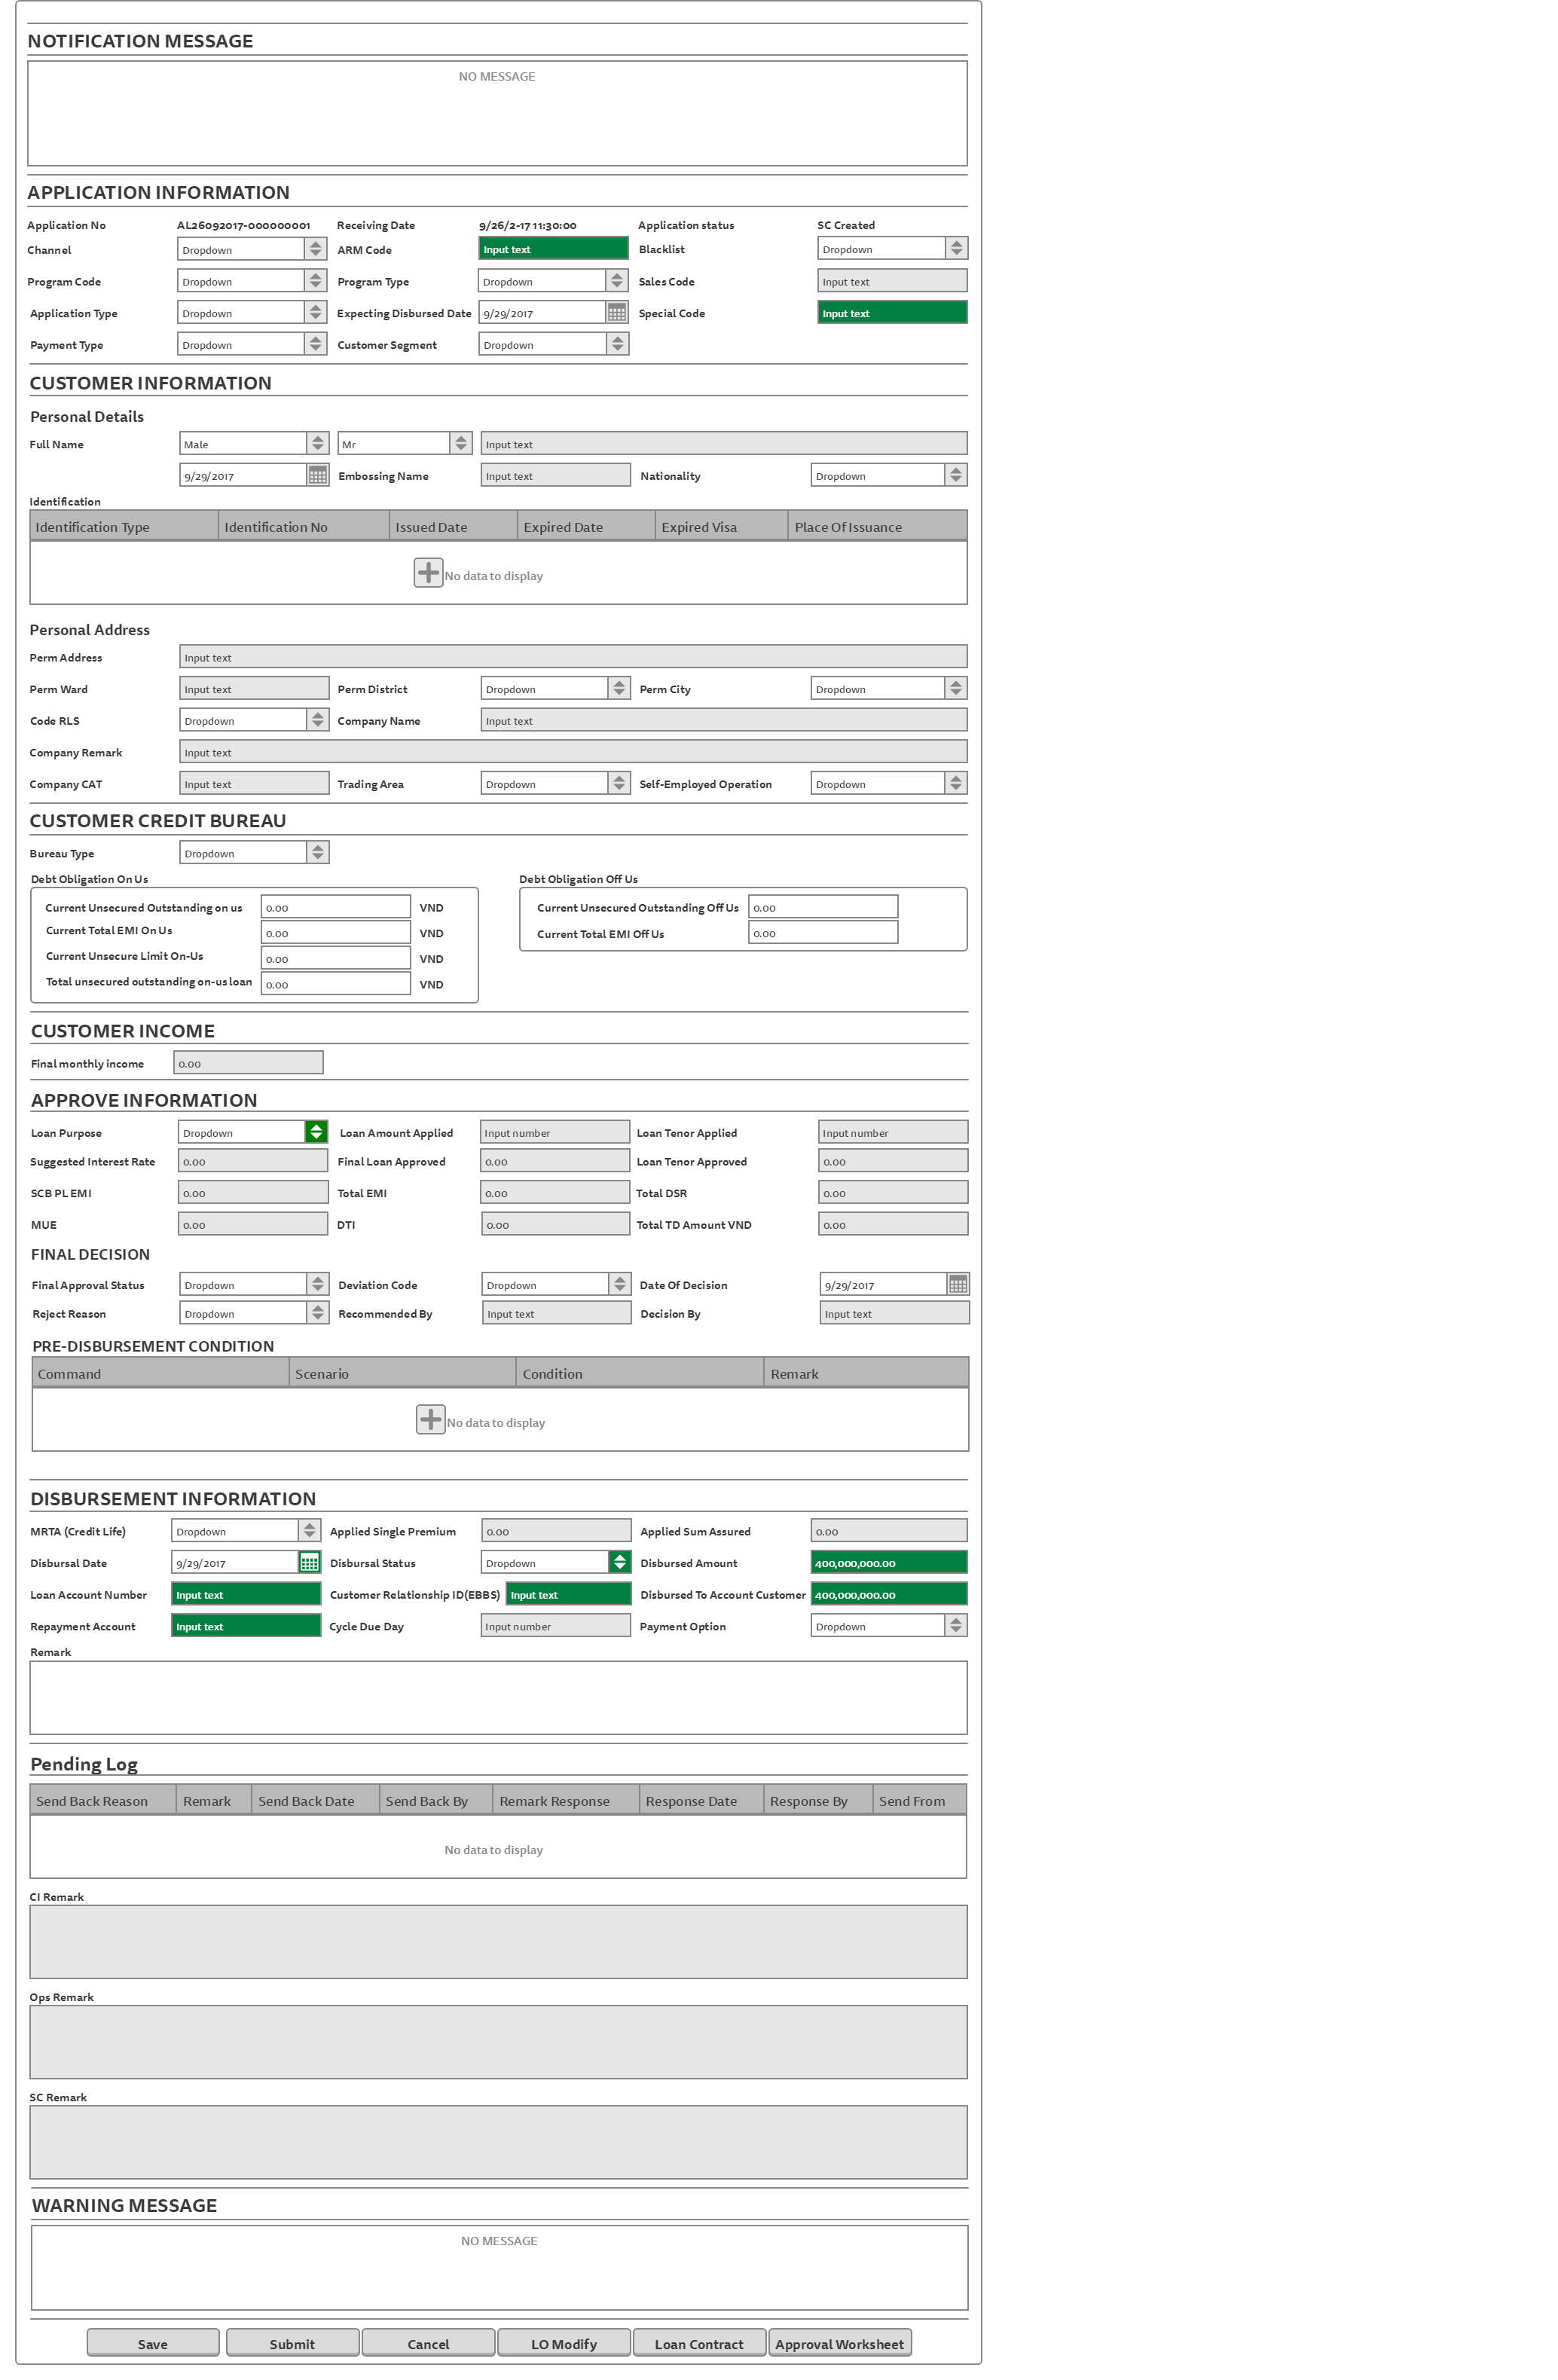 NOTIFICATION MESSAGE
NO MESSAGE
APPLICATION INFORMATION
Application No AL26092017-000000001 Receiving Date 9/26/2-17 11:30:00 Application status SC Created
Channel Dropdown ARM Code Input text Blacklist Dropdown
Program Code Dropdown Program Type Dropdown Sales Code Input text
Application Type Dropdown Expecting Disbursed Date 9/29/2017 Special Code Input text
Payment Type Dropdown Customer Segment Dropdown
CUSTOMER INFORMATION
Personal Details
Full Name Male Mr Input text
9/29/2017 Embossing Name Input text Nationality Dropdown
Identification
Identification Type Identification No Issued Date Expired Date Expired Visa Place Of Issuance
No data to display
Personal Address
Perm Address Input text
Perm Ward Input text Perm District Dropdown Perm City Dropdown
Code RLS Dropdown Company Name Input text
Company Remark Input text
Company CAT Input text Trading Area Dropdown Self-Employed Operation Dropdown
CUSTOMER CREDIT BUREAU
Bureau Type Dropdown
Debt Obligation On Us Debt Obligation Off Us
Current Unsecured Outstanding on us 0.00 VND Current Unsecured Outstanding Off Us 0.00
Current Total EMI On Us 0.00 VND Current Total EMI Off Us 0.00
Current Unsecure Limit On-Us 0.00 VND
Total unsecured outstanding on-us loan 0.00 VND
CUSTOMER INCOME
Final monthly income 0.00
APPROVE INFORMATION
Loan Purpose Dropdown Loan Amount Applied Input number Loan Tenor Applied Input number
Suggested Interest Rate 0.00 Final Loan Approved 0.00 Loan Tenor Approved 0.00
SCB PL EMI 0.00 Total EMI 0.00 Total DSR 0.00
MUE 0.00 DTI 0.00 Total TD Amount VND 0.00
FINAL DECISION
Final Approval Status Dropdown Deviation Code Dropdown Date Of Decision 9/29/2017
Reject Reason Dropdown Recommended By Input text Decision By Input text
PRE-DISBURSEMENT CONDITION
Command Scenario Condition Remark
No data to display
DISBURSEMENT INFORMATION
MRTA (Credit Life) Dropdown Applied Single Premium 0.00 Applied Sum Assured 0.00
Disbursal Date 9/29/2017 Disbursal Status Dropdown Disbursed Amount 400,000,000.00
Loan Account Number Input text Customer Relationship ID(EBBS) Input text Disbursed To Account Customer 400,000,000.00
Repayment Account Input text Cycle Due Day Input number Payment Option Dropdown
Remark
Pending Log
Send Back Reason Remark Send Back Date Send Back By Remark Response Response Date Response By Send From
No data to display
CI Remark
Ops Remark
SC Remark
WARNING MESSAGE
NO MESSAGE
Save Submit Cancel LO Modify Loan Contract Approval Worksheet